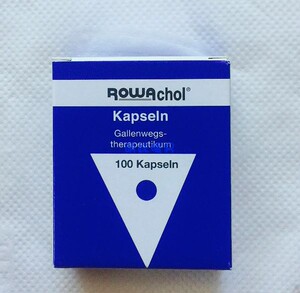 ROWAchol®
Kapseln
Gallenwegs-
therapeutikum
100 Kapseln